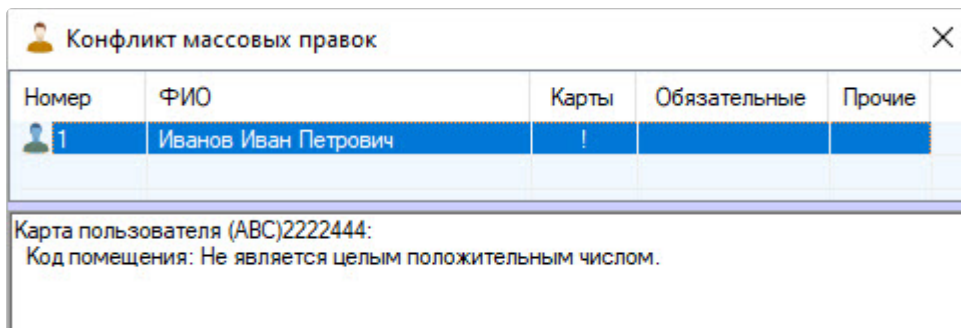 Конфликт массовых правок
Номер ФИО Карты Обязательные Прочие
1 Иванов Иван Петрович !
Карта пользователя (ABC)2222444:
Код помещения: Не является целым положительным числом.